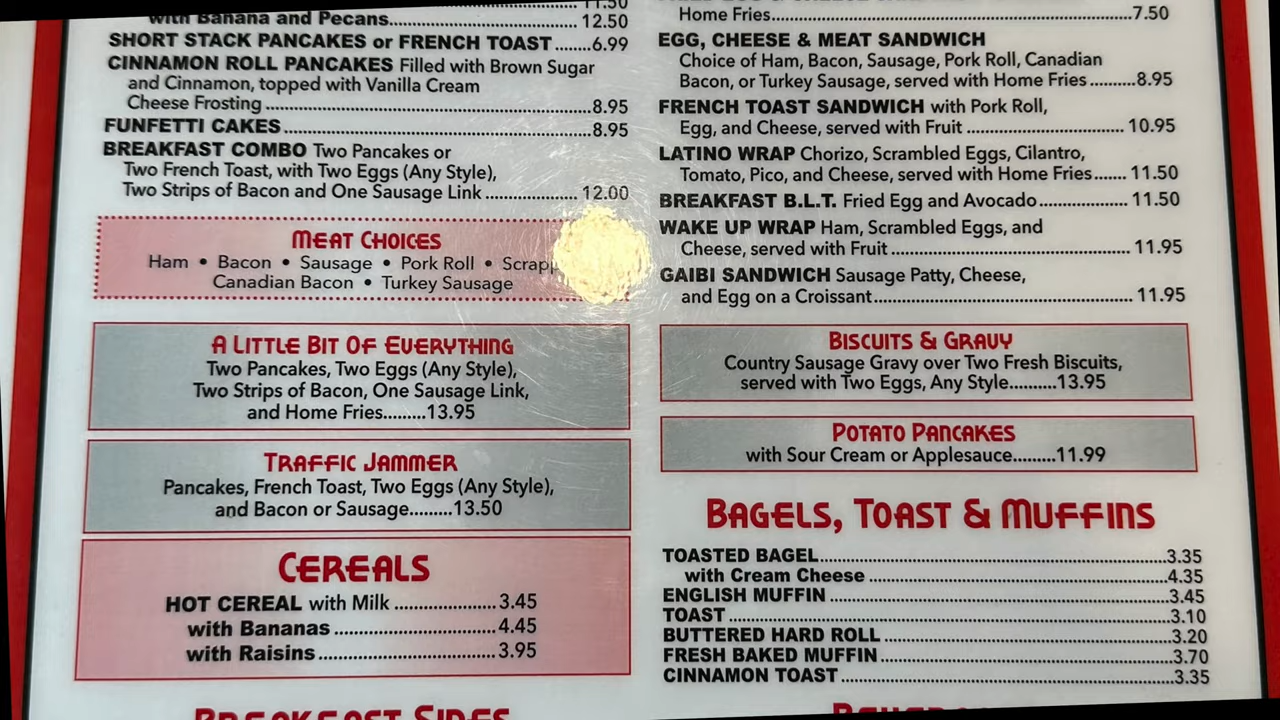 11.50
with Banana and Pecans..... 12.50
SHORT STACK PANCAKES or FRENCH TOAST ........6.99
CINNAMON ROLL PANCAKES Filled with Brown Sugar
and Cinnamon, topped with Vanilla Cream
Cheese Frosting .....8.95
FUNFETTI CAKES.....8.95
BREAKFAST COMBO Two Pancakes or
Two French Toast, with Two Eggs (Any Style),
Two Strips of Bacon and One Sausage Link ..... 12.00
MEAT CHOICES
Ham • Bacon • Sausage • Pork Roll •
Canadian Bacon • Turkey Sausage
A LITTLE BIT OF EVERYTHING
Two Pancakes, Two Eggs (Any Style),
Two Strips of Bacon, One Sausage Link,
and Home Fries.........13.95
TRAFFIC JAMMER
Pancakes, French Toast, Two Eggs (Any Style),
and Bacon or Sausage.........13.50
CEREALS
HOT CEREAL with Milk .....3.45
with Bananas .....4.45
with Raisins.....3.95
BREAKFAST SIDES
Home Fries.....7.50
EGG, CHEESE & MEAT SANDWICH
Choice of Ham, Bacon, Sausage, Pork Roll, Canadian
Bacon, or Turkey Sausage, served with Home Fries .........8.95
FRENCH TOAST SANDWICH with Pork Roll,
Egg, and Cheese, served with Fruit ..... 10.95
LATINO WRAP Chorizo, Scrambled Eggs, Cilantro,
Tomato, Pico, and Cheese, served with Home Fries....... 11.50
BREAKFAST B.L.T. Fried Egg and Avocado..... 11.50
WAKE UP WRAP Ham, Scrambled Eggs, and
Cheese, served with Fruit ..... 11.95
GAIBI SANDWICH Sausage Patty, Cheese,
and Egg on a Croissant..... 11.95
BISCUITS & GRAVY
Country Sausage Gravy over Two Fresh Biscuits,
served with Two Eggs, Any Style.........13.95
POTATO PANCAKES
with Sour Cream or Applesauce.........11.99
BAGELS, TOAST & MUFFINS
TOASTED BAGEL.....3.35
with Cream Cheese .....4.35
ENGLISH MUFFIN .....3.45
TOAST .....3.10
BUTTERED HARD ROLL .....3.20
FRESH BAKED MUFFIN.....3.70
CINNAMON TOAST .....3.35